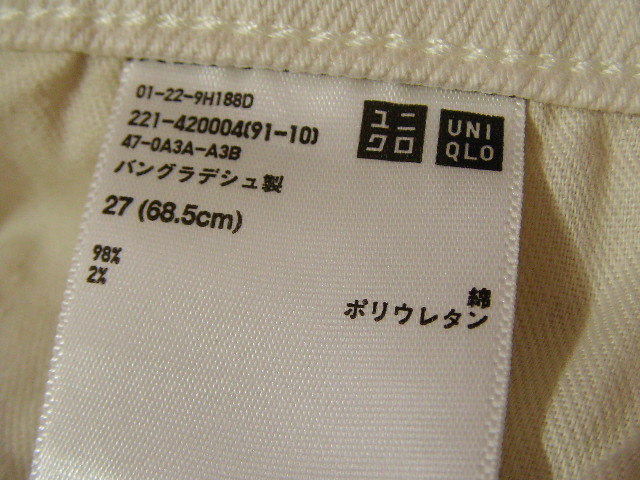 01-22-9H188D
221-420004(91-10)
47-0A3A-A3B
バングラデシュ製
27 (68.5cm)
ユニ
クロ
UNI
QLO
98% 綿
2% ポリウレタン